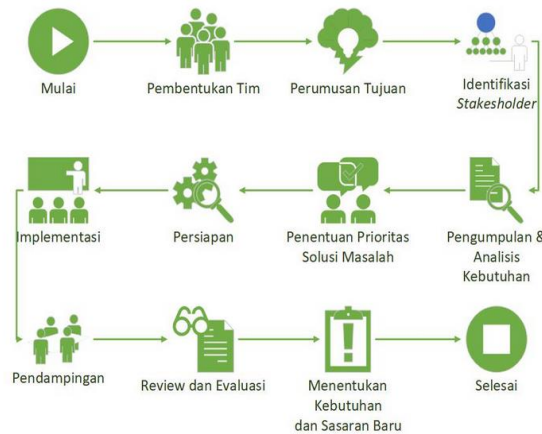 Mulai
Pembentukan Tim
Perumusan Tujuan
Identifikasi
Stakesholder
Implementasi
Persiapan
Penentuan Prioritas
Solusi Masalah
Pengumpulan &
Analisis
Kebutuhan
Pendampingan
Review dan Evaluasi
Menentukan
Kebutuhan
dan Sasaran Baru
Selesai